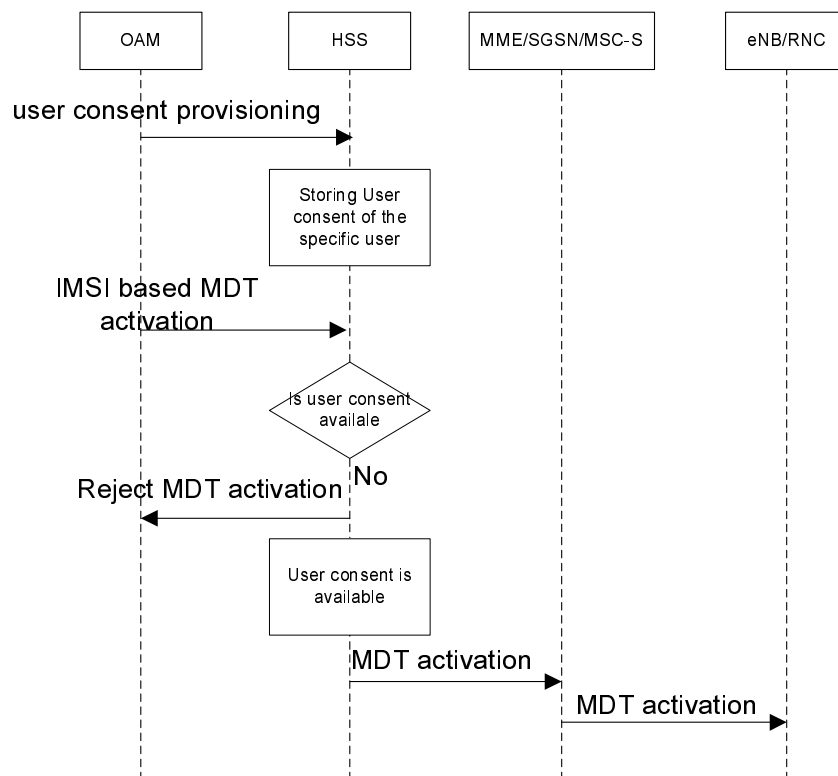 OAM
HSS
MME/SGSN/MSC-S
eNB/RNC
user consent provisioning
Storing User
consent of the
specific user
IMSI based MDT
activation
Is user consent
availale
No
Reject MDT activation
User consent is
available
MDT activation
MDT activation